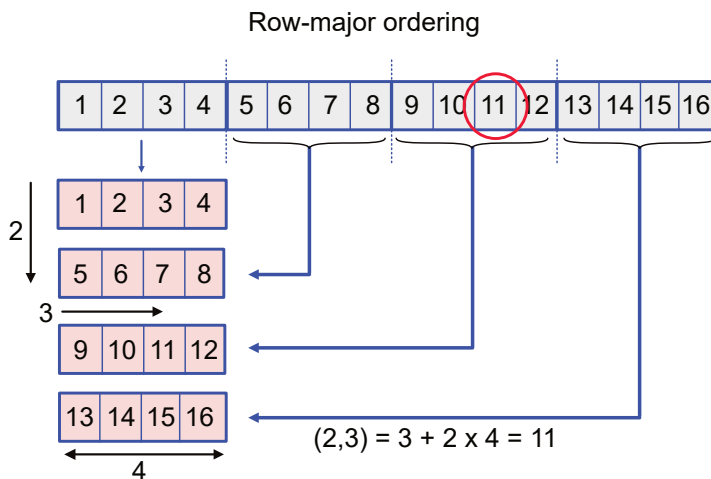 Row-major ordering
1 2 3 4 5 6 7 8 9 10 11 12 13 14 15 16
1 2 3 4
2
5 6 7 8
3
9 10 11 12
13 14 15 16
(2,3) = 3 + 2 x 4 = 11
4